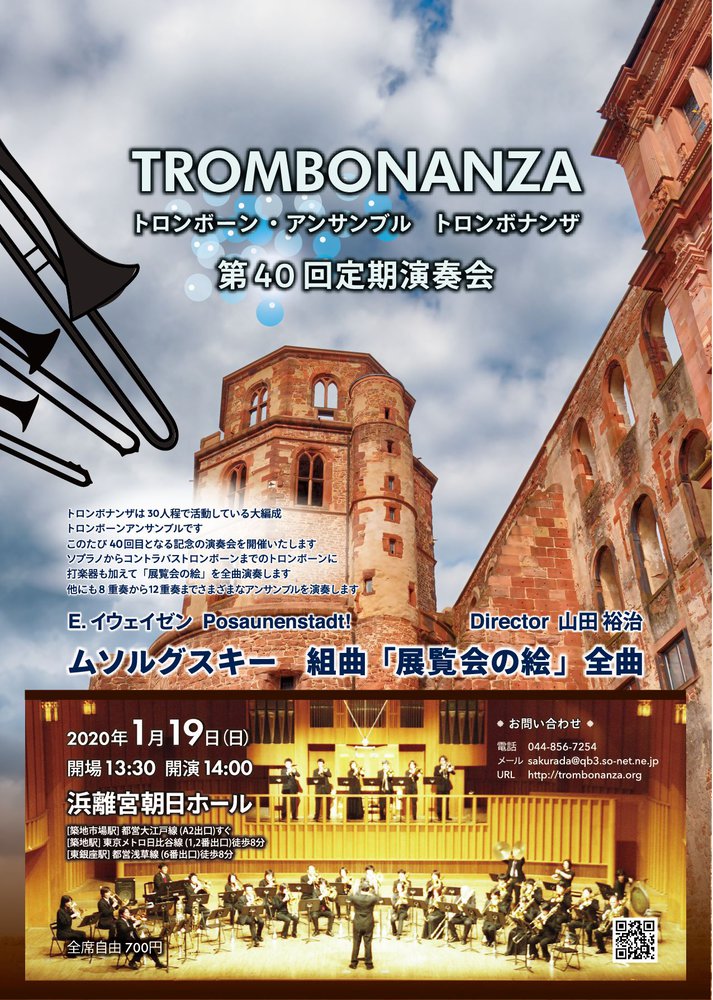 TROMBONANZA
トロンボーン・アンサンブル　トロンボナンザ
第40回定期演奏会
トロンボナンザは30人程で活動している大編成
トロンボーンアンサンブルです
このたび40回目となる記念の演奏会を開催いたします
ソプラノからコントラバストロンボーンまでのトロンボーンに
打楽器も加えて「展覧会の絵」を全曲演奏します
他にも8重奏から12重奏までさまざまなアンサンブルを演奏します
E. イウェイゼン Posaunenstadt!
Director 山田 裕治
ムソルグスキー　組曲「展覧会の絵」全曲
2020年1月19日(日)
開場13:30 開演14:00
浜離宮朝日ホール
[築地市場駅] 都営大江戸線 (A2出口)すぐ
[築地駅] 東京メトロ日比谷線 (1,2番出口)徒歩8分
[東銀座駅] 都営浅草線 (6番出口)徒歩8分
全席自由 700円
お問い合わせ
電話 044-856-7254
メール sakurada@qb3.so-net.ne.jp
URL http://trombonanza.org